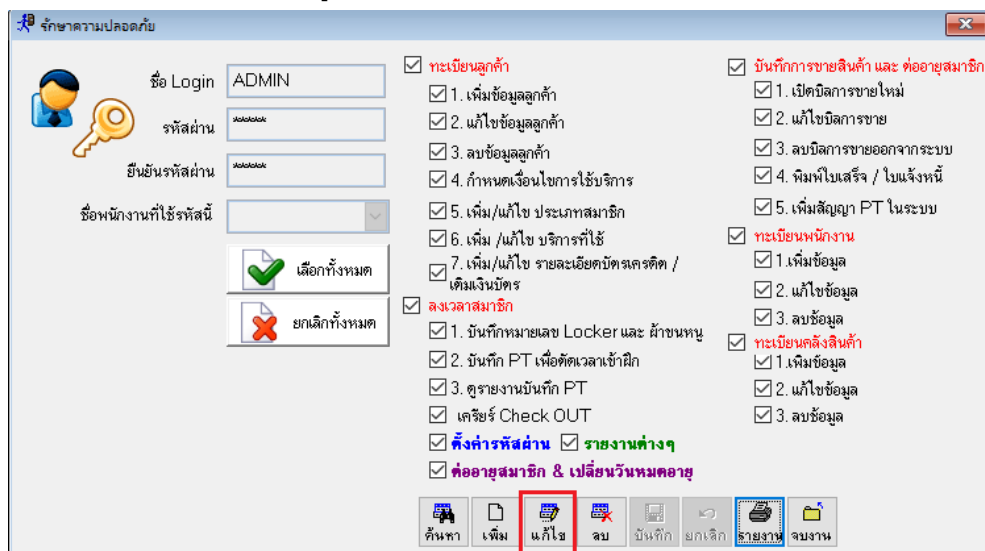 รักษาความปลอดภัย
ชื่อ Login
ADMIN
รหัสผ่าน
********
ยืนยันรหัสผ่าน
********
ชื่อพนักงานที่ใช้รหัสนี้
เลือกทั้งหมด
ยกเลิกทั้งหมด
ทะเบียนลูกค้า
1. เพิ่มข้อมูลลูกค้า
2. แก้ไขข้อมูลลูกค้า
3. ลบข้อมูลลูกค้า
4. กำหนดเงื่อนไขการใช้บริการ
5. เพิ่ม/แก้ไข ประเภทสมาชิก
6. เพิ่ม /แก้ไข บริการที่ใช้
7. เพิ่ม/แก้ไข รายละเอียดบัตรเครดิต /
เติมเงินบัตร
ลงเวลาสมาชิก
1. บันทึกหมายเลข Locker และ ผ้าขนหนู
2. บันทึก PT เพื่อตัดเวลาเข้าฝึก
3. ดูรายงานบันทึก PT
เครียร์ Check OUT
ตั้งค่ารหัสผ่าน รายงานต่างๆ
ต่ออายุสมาชิก & เปลี่ยนวันหมดอายุ
บันทึกการขายสินค้า และ ต่ออายุสมาชิก
1. เปิดบิลการขายใหม่
2. แก้ไขบิลการขาย
3. ลบบิลการขายออกจากระบบ
4. พิมพ์ใบเสร็จ / ใบแจ้งหนี้
5. เพิ่มสัญญา PT ในระบบ
ทะเบียนพนักงาน
1.เพิ่มข้อมูล
2. แก้ไขข้อมูล
3. ลบข้อมูล
ทะเบียนคลังสินค้า
1.เพิ่มข้อมูล
2. แก้ไขข้อมูล
3. ลบข้อมูล
ค้นหา เพิ่ม แก้ไข ลบ บันทึก ยกเลิก รายงาน จบงาน